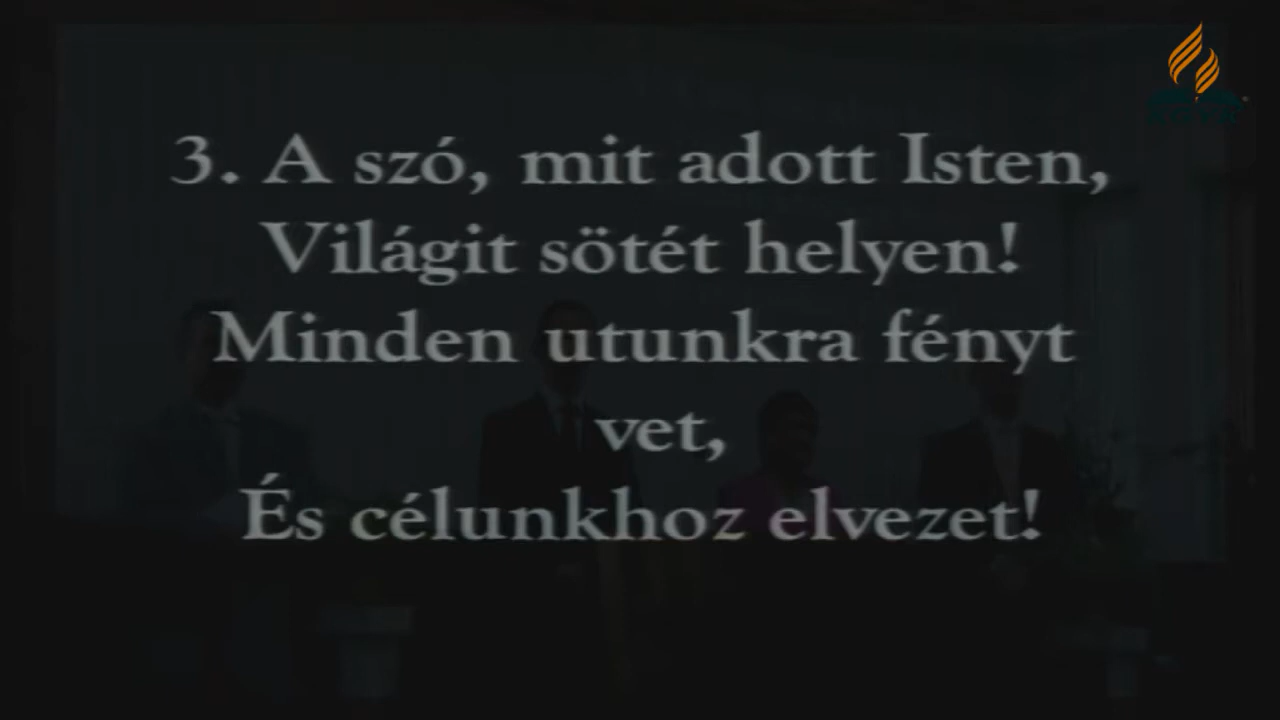 3. A szó, mit adott Isten,
Világit sötét helyen!
Minden utunkra fényt
vet,
És célunkhoz elvezet!